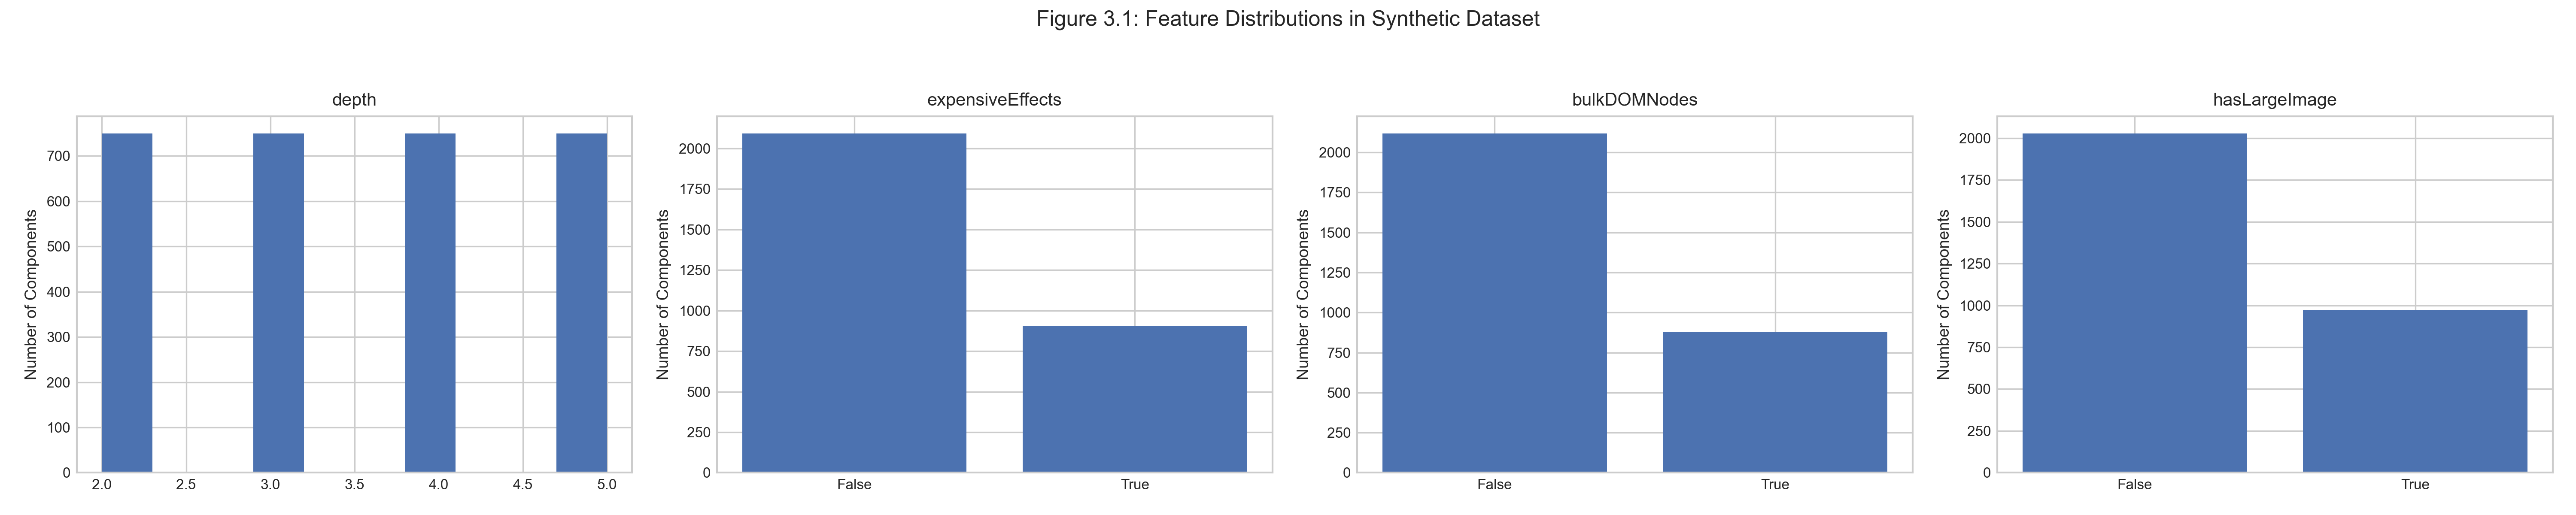 Figure 3.1: Feature Distributions in Synthetic Dataset
depth
Number of Components
700
600
500
400
300
200
100
0
2.0 2.5 3.0 3.5 4.0 4.5 5.0
expensiveEffects
Number of Components
2000
1750
1500
1250
1000
750
500
250
0
False True
bulkDOMNodes
Number of Components
2000
1750
1500
1250
1000
750
500
250
0
False True
hasLargeImage
Number of Components
2000
1750
1500
1250
1000
750
500
250
0
False True